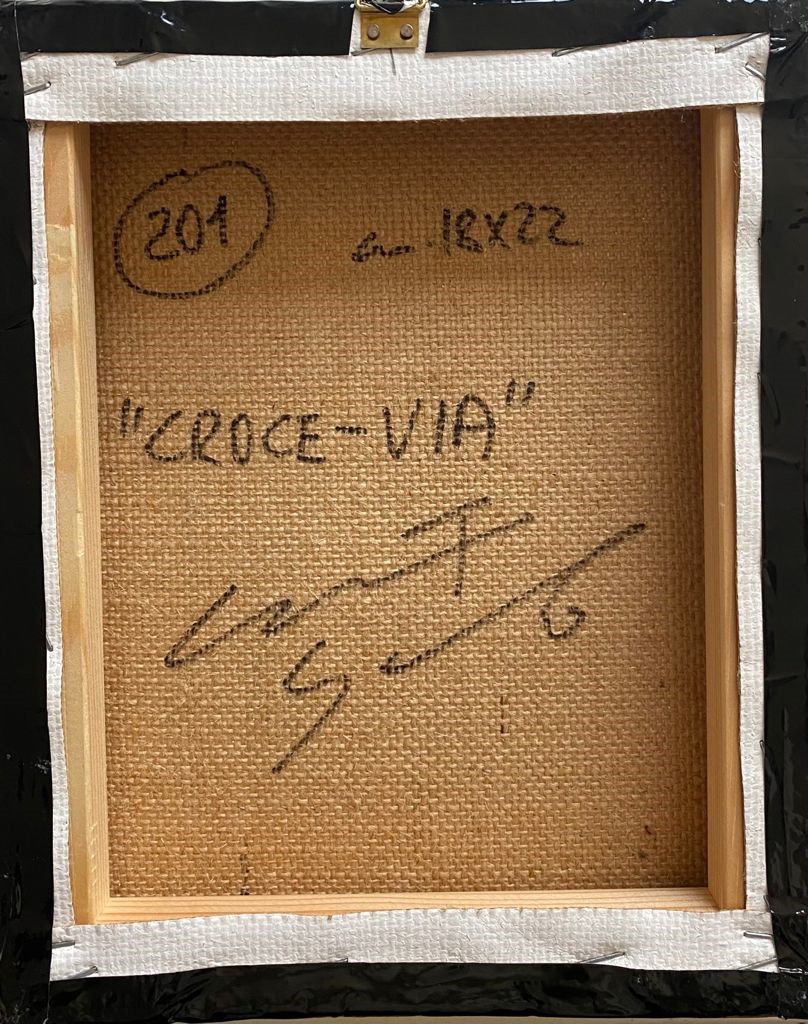 201
cm. 18X22
"CROCE-VIA"